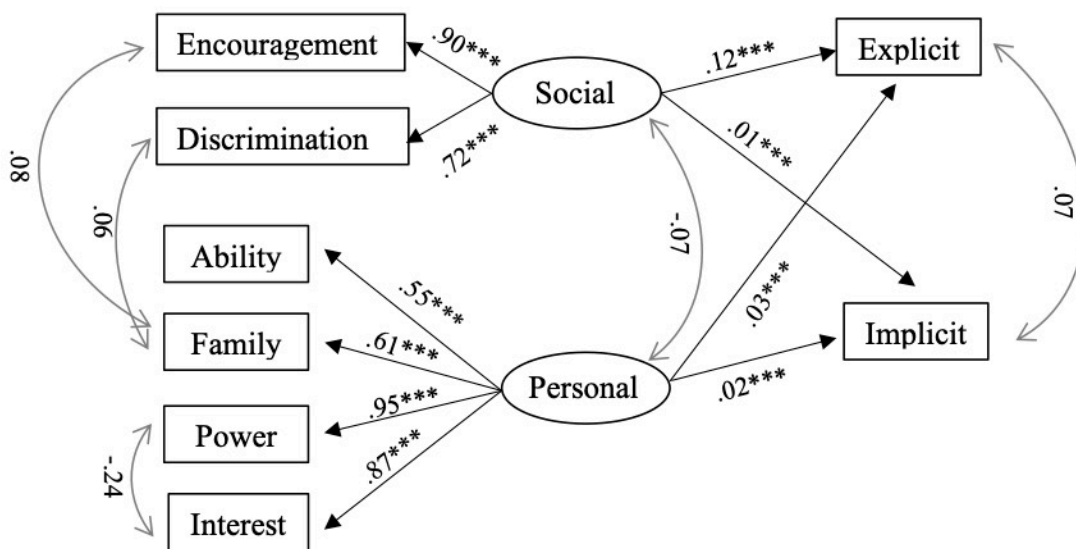 Encouragement
Discrimination
Ability
Family
Power
Interest
Social
Personal
Explicit
Implicit
.90***
.72***
.55***
.61***
.95***
.87***
.12***
.01***
.03***
.02***
.08
.06
-.24
-.07
.07